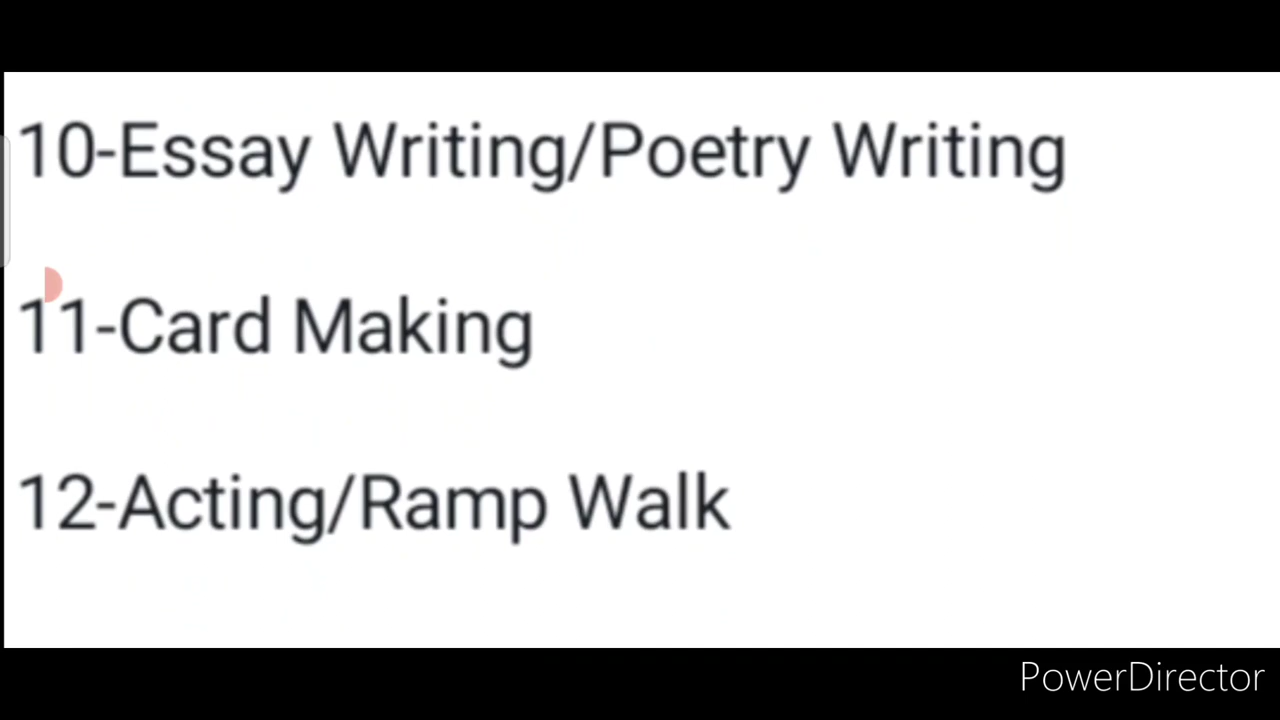 10-Essay Writing/Poetry Writing
11-Card Making
12-Acting/Ramp Walk
PowerDirector